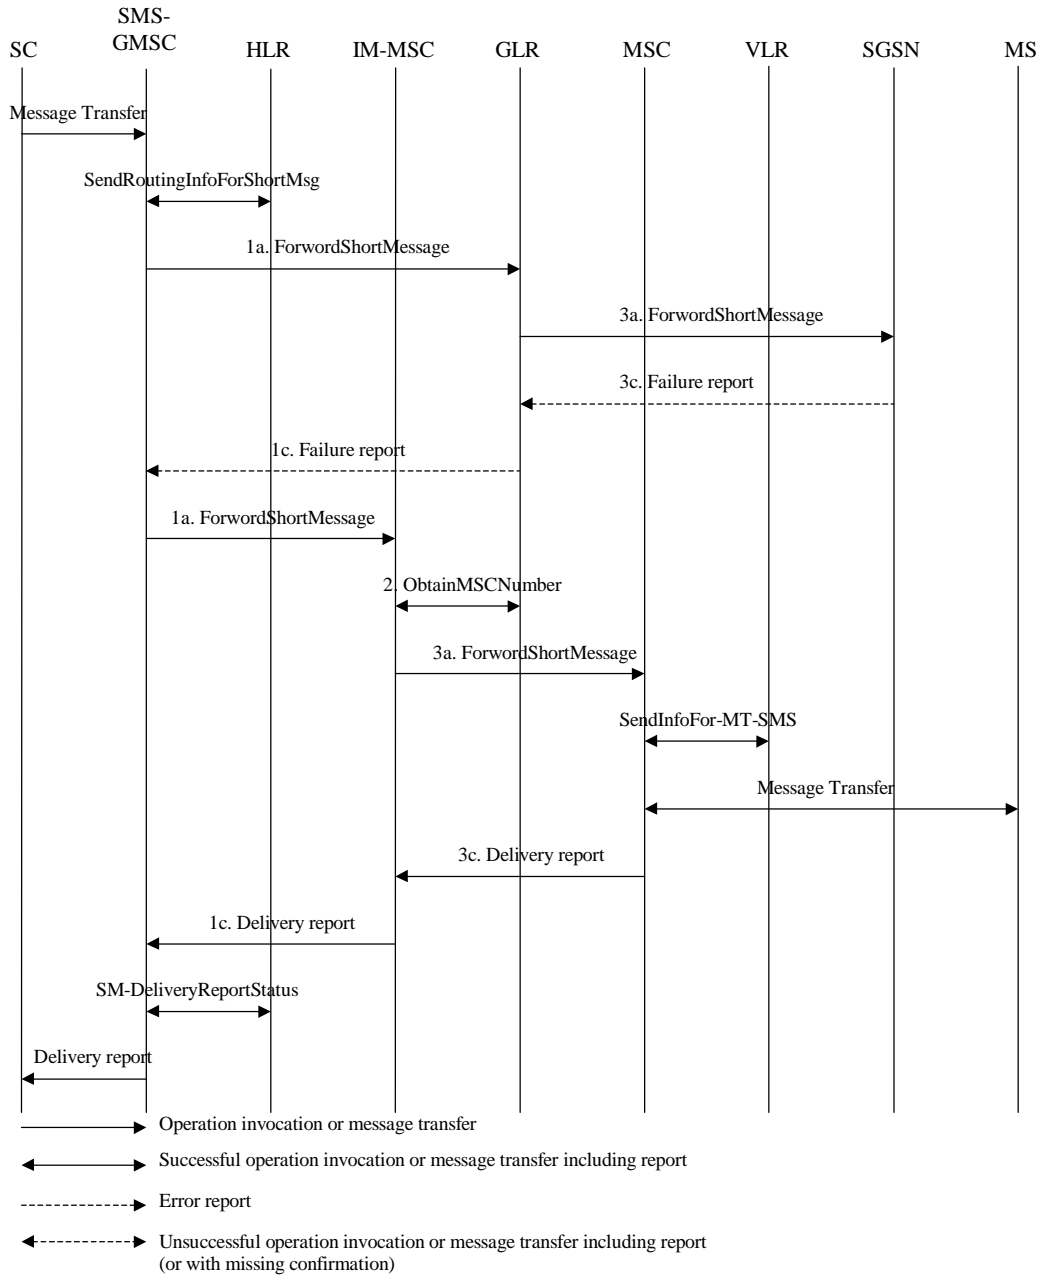 SMS-
GMSC
SC HLR IM-MSC GLR MSC VLR SGSN MS
Message Transfer
SendRoutingInfoForShortMsg
1a. ForwordShortMessage
3a. ForwordShortMessage
3c. Failure report
1c. Failure report
1a. ForwordShortMessage
2. ObtainMSCNumber
3a. ForwordShortMessage
SendInfoFor-MT-SMS
Message Transfer
3c. Delivery report
1c. Delivery report
SM-DeliveryReportStatus
Delivery report
Operation invocation or message transfer
Successful operation invocation or message transfer including report
Error report
Unsuccessful operation invocation or message transfer including report
(or with missing confirmation)